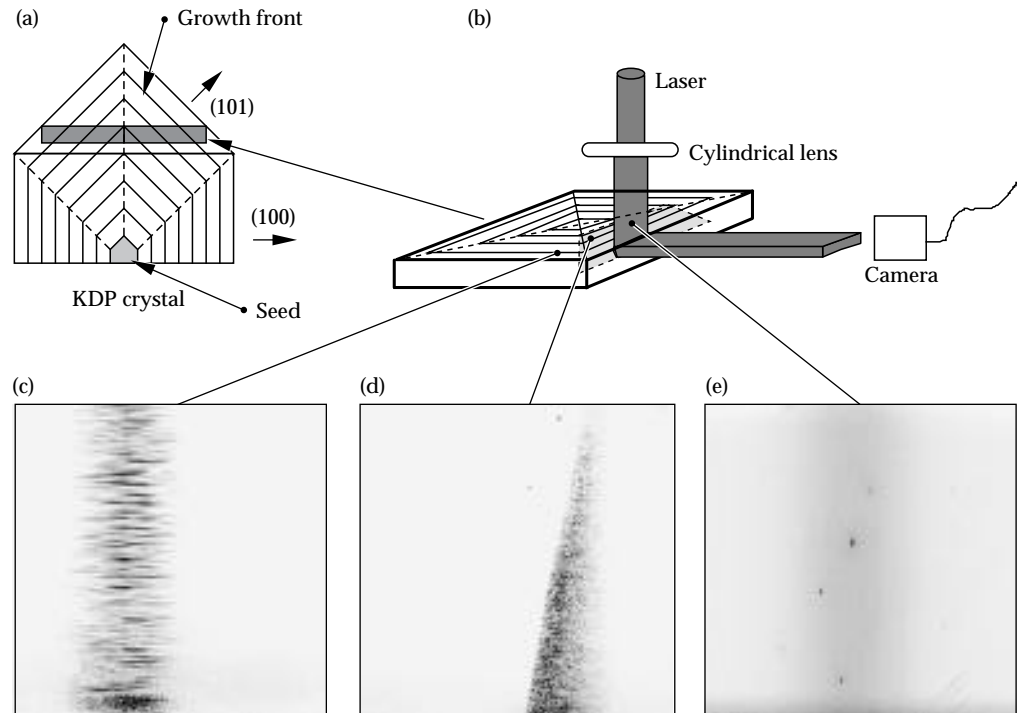 (a)
Growth front
(101)
(100)
KDP crystal
Seed
(b)
Laser
Cylindrical lens
Camera
(c)
(d)
(e)